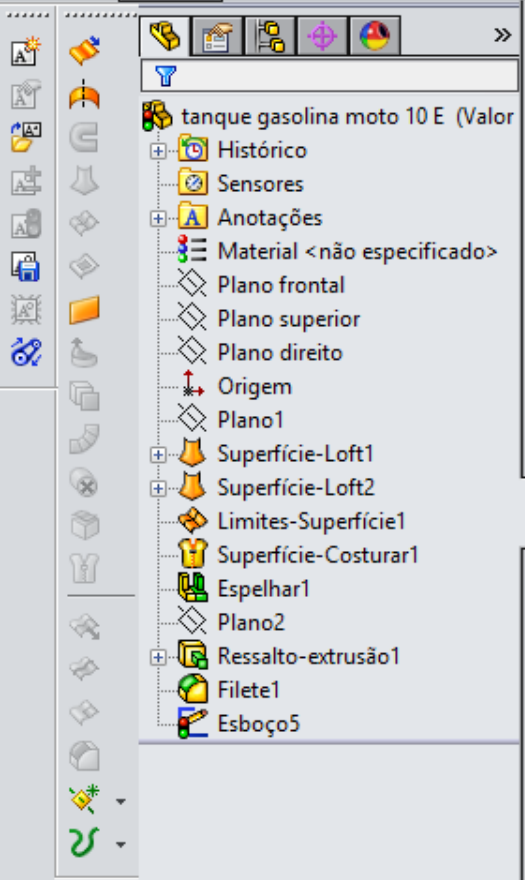 »
tanque gasolina moto 10 E (Valor
Histórico
Sensores
Anotações
Material <não especificado>
Plano frontal
Plano superior
Plano direito
Origem
Plano1
Superfície-Loft1
Superfície-Loft2
Limites-Superfície1
Superfície-Costurar1
Espelhar1
Plano2
Ressalto-extrusão1
Filete1
Esboço5